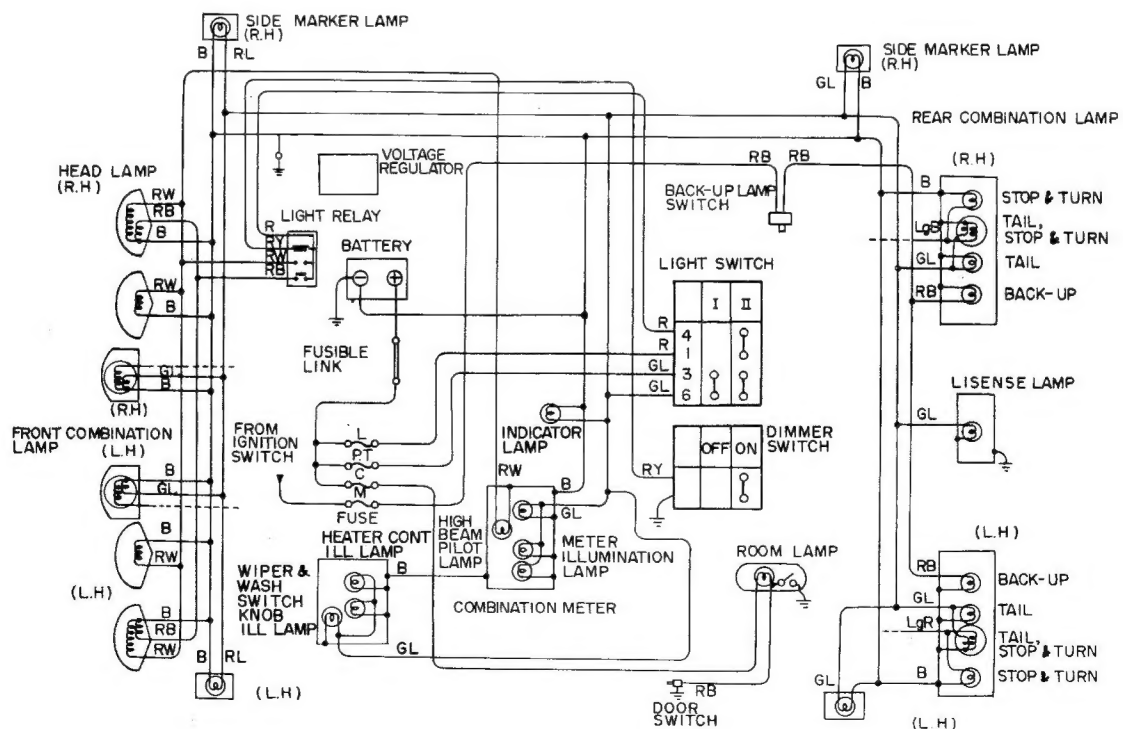 SIDE MARKER LAMP
(R.H)
B RL
SIDE MARKER LAMP
(R.H)
GL B
REAR COMBINATION LAMP
(R.H)
HEAD LAMP
(R.H)
RW
RB
B
RW
B
VOLTAGE
REGULATOR
LIGHT RELAY
R
RY
RW
RB
BATTERY
− +
FUSIBLE
LINK
RB RB
BACK-UP LAMP
SWITCH
B
STOP & TURN
LgR
TAIL,
STOP & TURN
GL
TAIL
RB
BACK-UP
LIGHT SWITCH
I II
R
4
R
1
GL
3
GL
6
GL
B
(R.H)
FRONT COMBINATION
LAMP (L.H)
B
GL
B
RW
(L.H)
B
RB
RW
B RL
(L.H)
FROM
IGNITION
SWITCH
L
P.T
C
M
FUSE
INDICATOR
LAMP
RW
B
GL
HIGH
BEAM
PILOT
LAMP
METER
ILLUMINATION
LAMP
COMBINATION METER
DIMMER
SWITCH
OFF ON
RY
LISENSE LAMP
GL
HEATER CONT
ILL LAMP
WIPER &
WASH
SWITCH
KNOB
ILL LAMP
B
GL
ROOM LAMP
RB
DOOR
SWITCH
(L.H)
RB
BACK-UP
GL
TAIL
LgR
TAIL,
STOP & TURN
B
STOP & TURN
GL
(L.H)